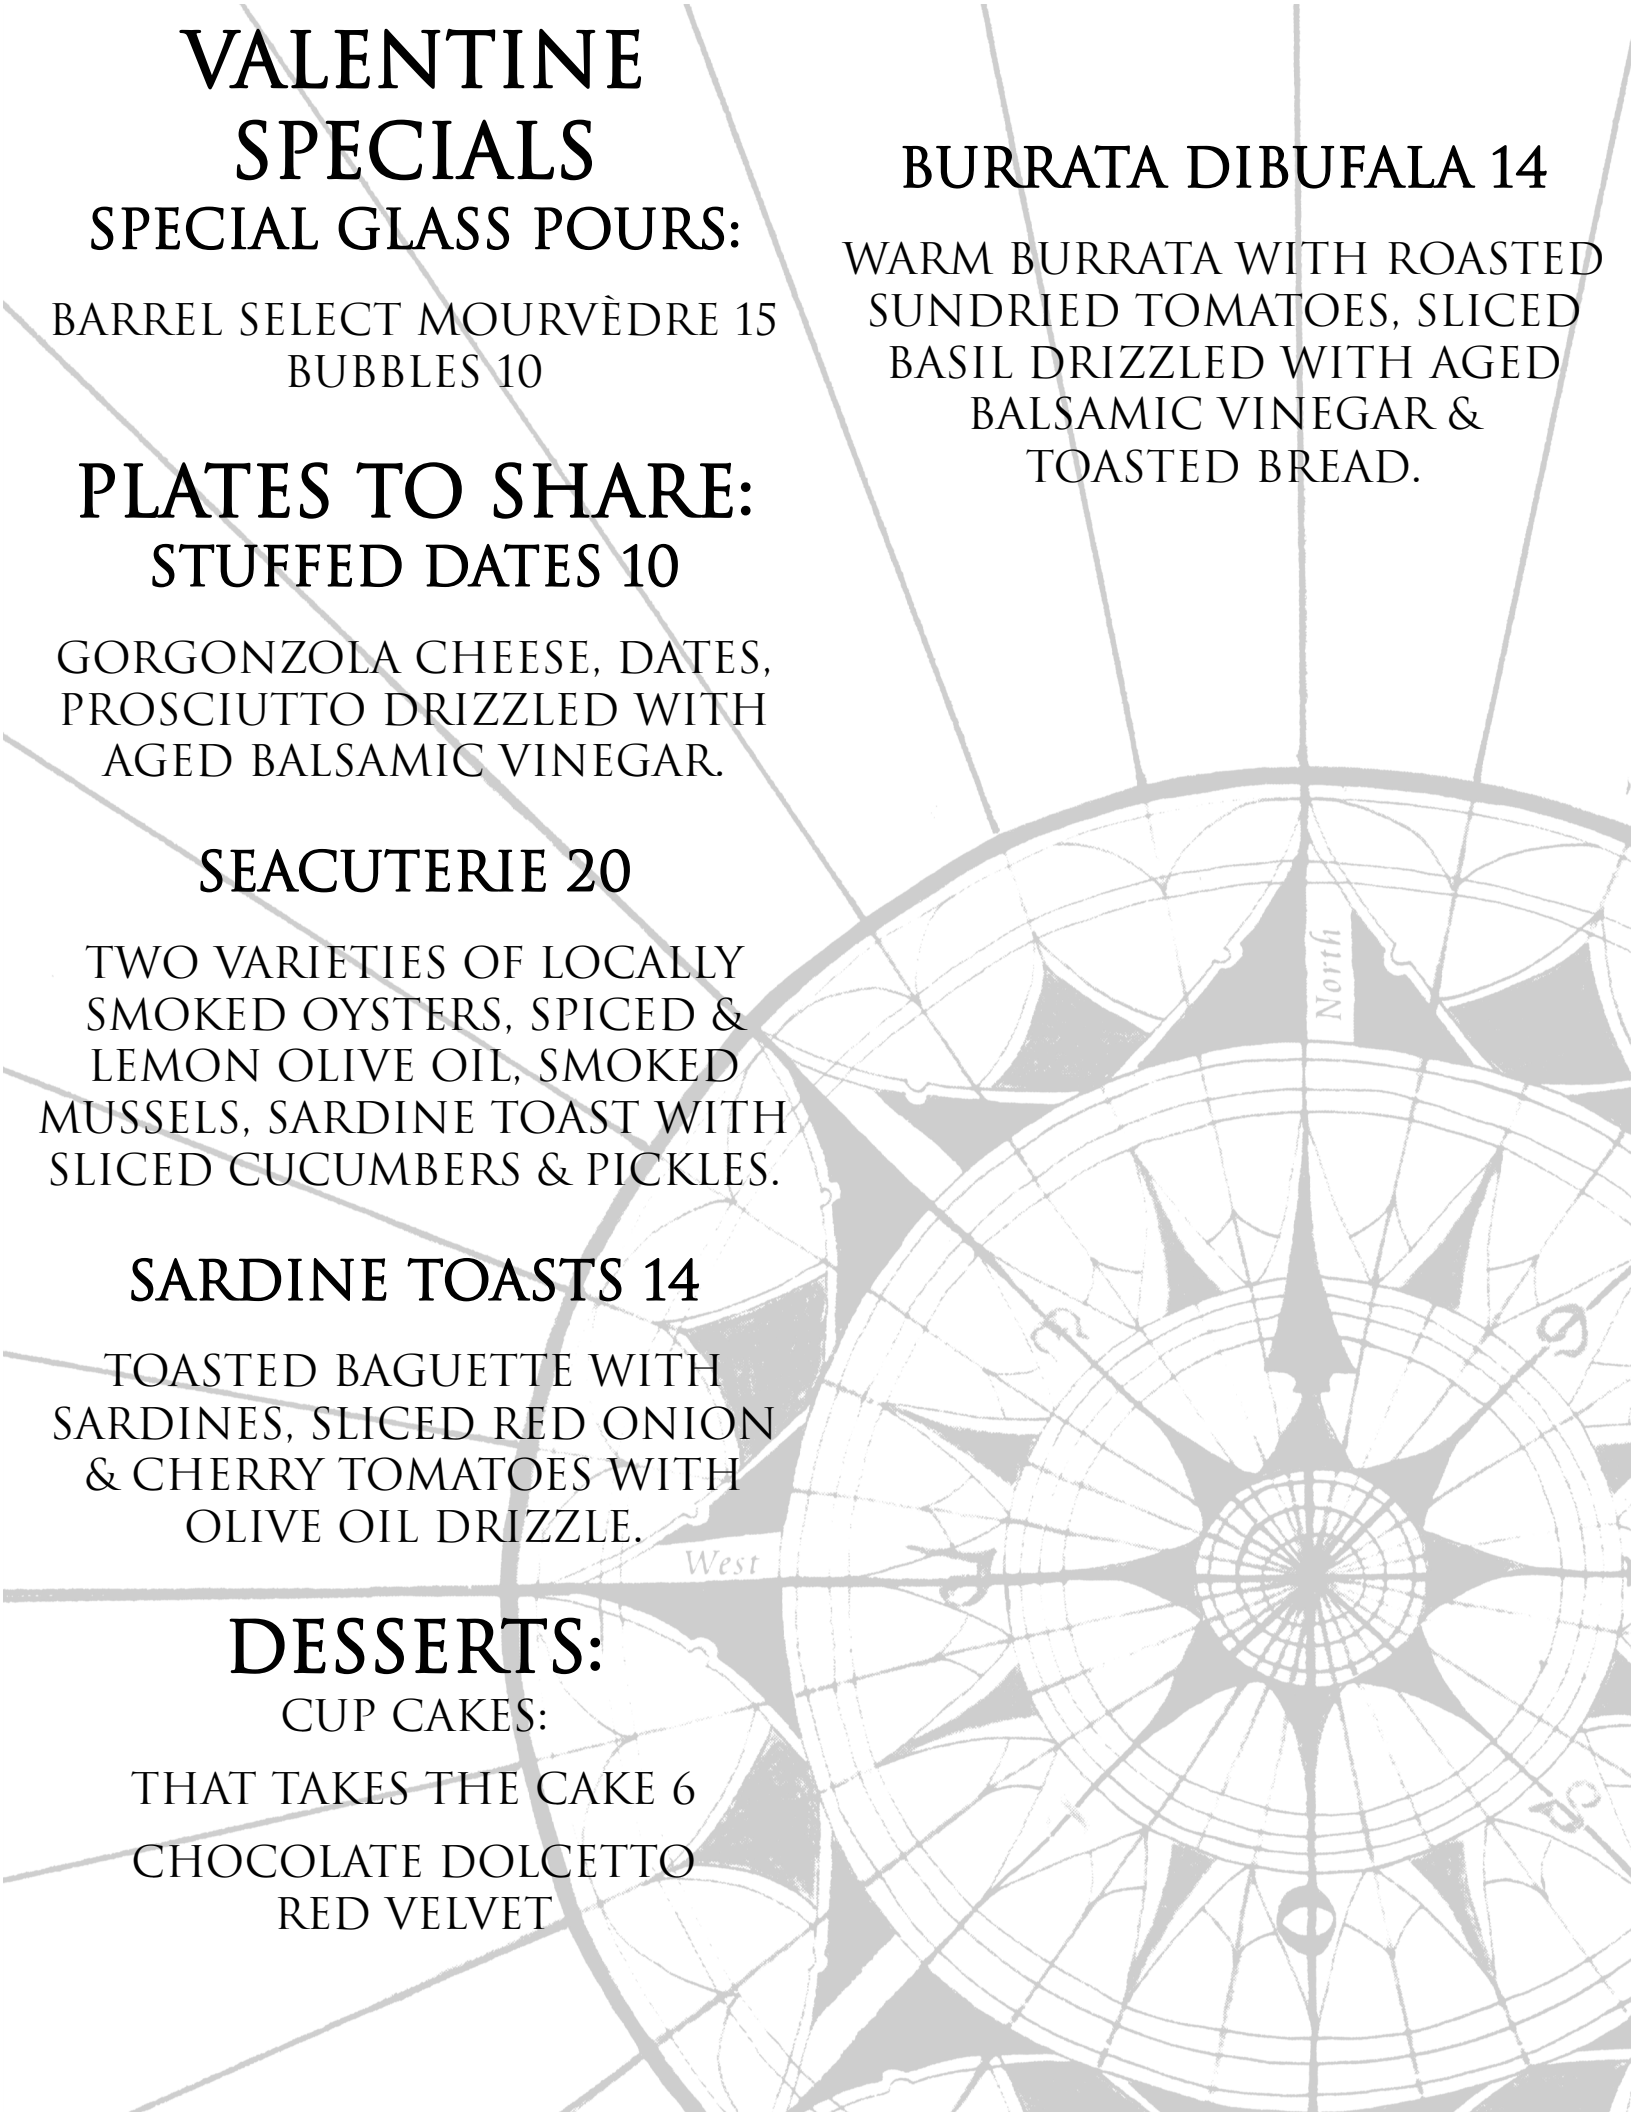 VALENTINE
SPECIALS
SPECIAL GLASS POURS:
BARREL SELECT MOURVÈDRE 15
BUBBLES 10
PLATES TO SHARE:
STUFFED DATES 10
GORGONZOLA CHEESE, DATES,
PROSCIUTTO DRIZZLED WITH
AGED BALSAMIC VINEGAR.
SEACUTERIE 20
TWO VARIETIES OF LOCALLY
SMOKED OYSTERS, SPICED &
LEMON OLIVE OIL, SMOKED
MUSSELS, SARDINE TOAST WITH
SLICED CUCUMBERS & PICKLES.
SARDINE TOASTS 14
TOASTED BAGUETTE WITH
SARDINES, SLICED RED ONION
& CHERRY TOMATOES WITH
OLIVE OIL DRIZZLE.
DESSERTS:
CUP CAKES:
THAT TAKES THE CAKE 6
CHOCOLATE DOLCETTO
RED VELVET
BURRATA DIBUFALA 14
WARM BURRATA WITH ROASTED
SUNDRIED TOMATOES, SLICED
BASIL DRIZZLED WITH AGED
BALSAMIC VINEGAR &
TOASTED BREAD.
North
West